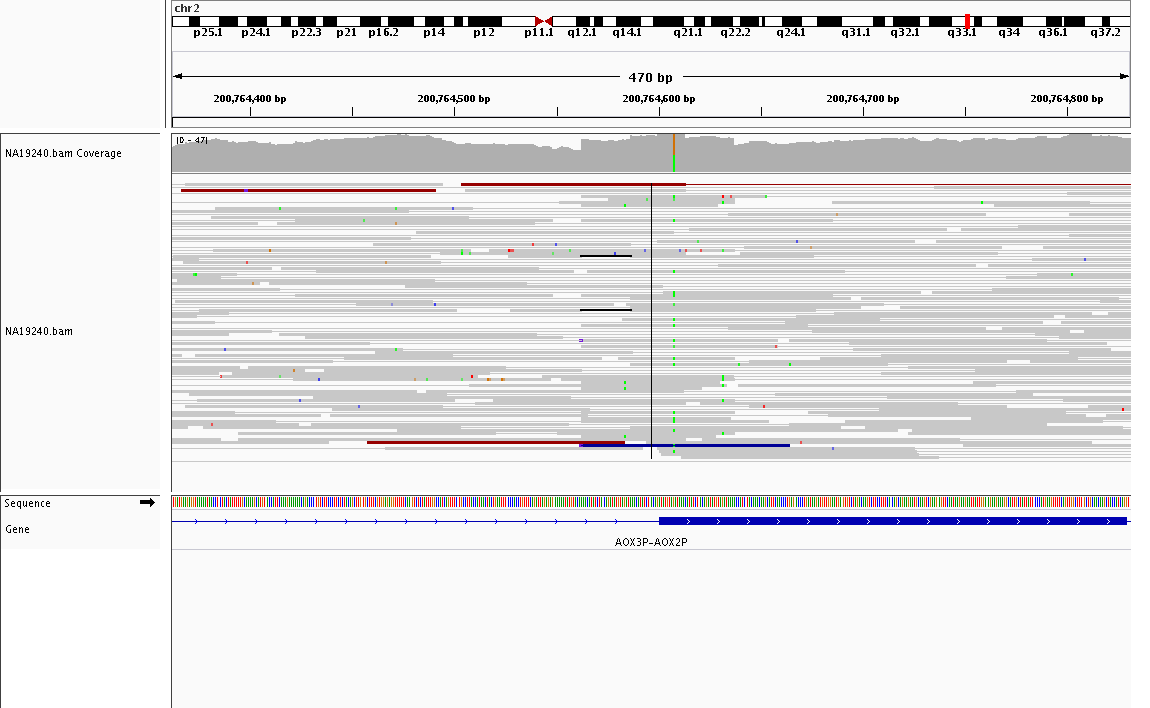 chr2
p25.1 p24.1 p22.3 p21 p16.2 p14 p12 p11.1 q12.1 q14.1 q21.1 q22.2 q24.1 q31.1 q32.1 q33.1 q34 q36.1 q37.2
470 bp
200,764,400 bp 200,764,500 bp 200,764,600 bp 200,764,700 bp 200,764,800 bp
[0 - 47]
NA19240.bam Coverage
NA19240.bam
Sequence
Gene
AOX3P-AOX2P